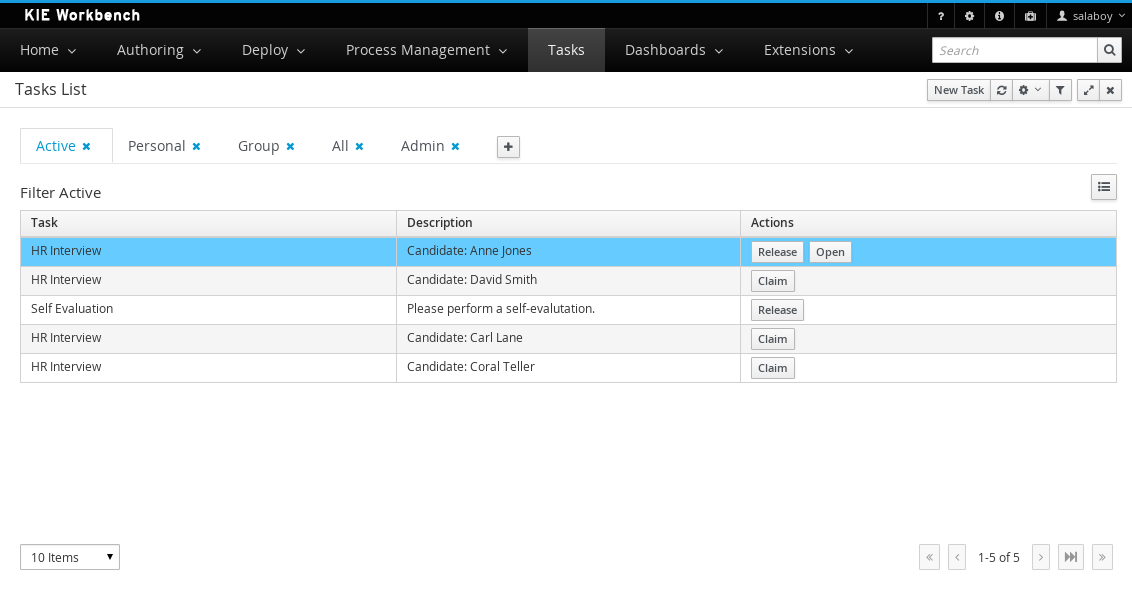 KIE Workbench
? salaboy
Home Authoring Deploy Process Management Tasks Dashboards Extensions Search
Tasks List New Task
Active Personal Group All Admin
Filter Active
Task Description Actions
HR Interview Candidate: Anne Jones Release Open
HR Interview Candidate: David Smith Claim
Self Evaluation Please perform a self-evalutation. Release
HR Interview Candidate: Carl Lane Claim
HR Interview Candidate: Coral Teller Claim
10 Items 1-5 of 5